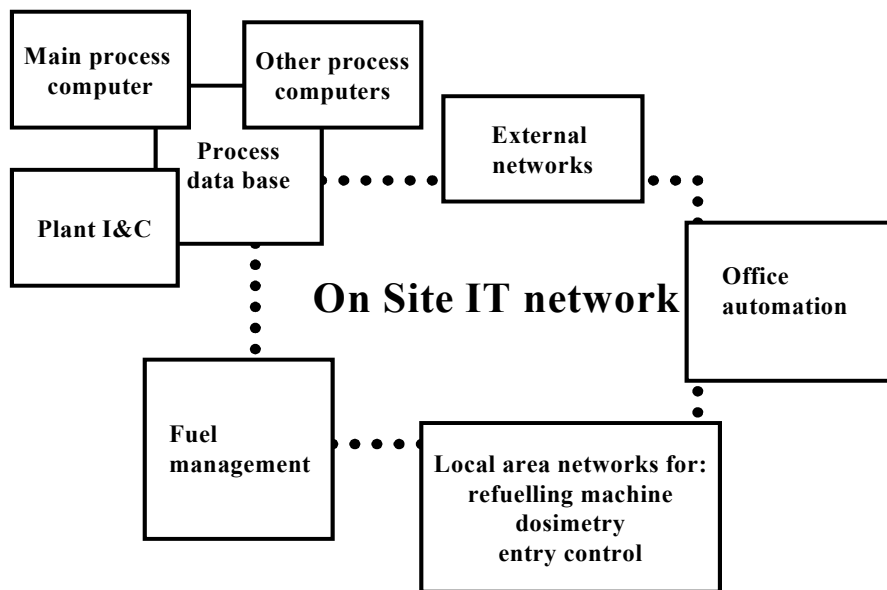 Main process
computer
Other process
computers
Process
data base
External
networks
Plant I&C
On Site IT network
Office
automation
Fuel
management
Local area networks for:
refuelling machine
dosimetry
entry control